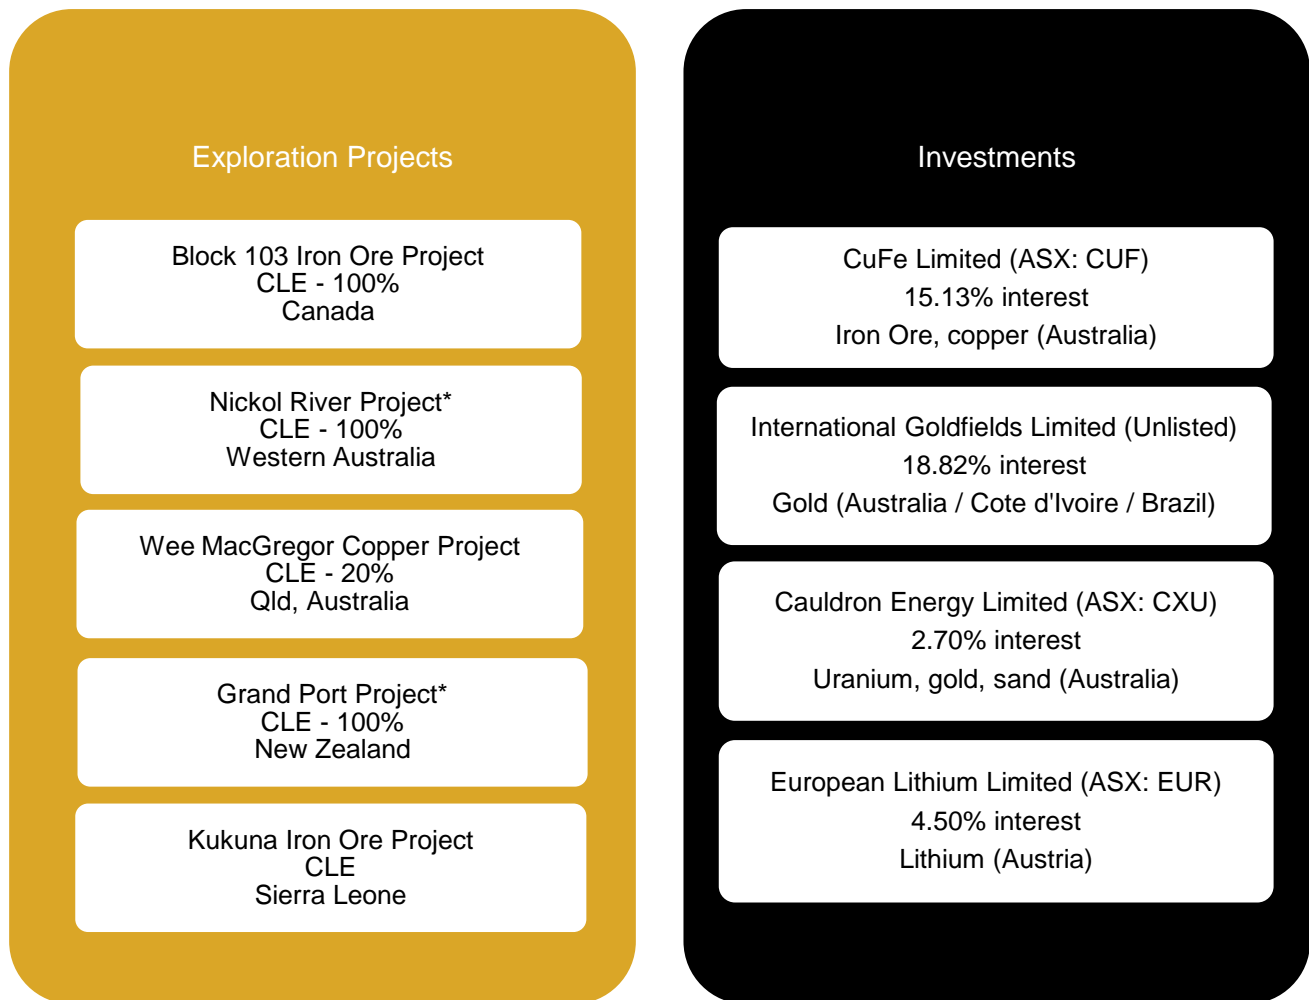 Exploration Projects
Block 103 Iron Ore Project
CLE - 100%
Canada
Nickol River Project*
CLE - 100%
Western Australia
Wee MacGregor Copper Project
CLE - 20%
Qld, Australia
Grand Port Project*
CLE - 100%
New Zealand
Kukuna Iron Ore Project
CLE
Sierra Leone
Investments
CuFe Limited (ASX: CUF)
15.13% interest
Iron Ore, copper (Australia)
International Goldfields Limited (Unlisted)
18.82% interest
Gold (Australia / Cote d'Ivoire / Brazil)
Cauldron Energy Limited (ASX: CXU)
2.70% interest
Uranium, gold, sand (Australia)
European Lithium Limited (ASX: EUR)
4.50% interest
Lithium (Austria)